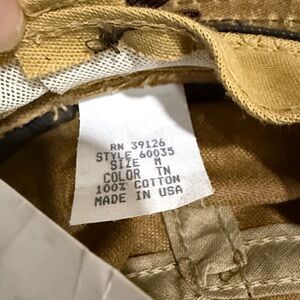 RN 39126
STYLE 60035
SIZE M
COLOR TN
100% COTTON
MADE IN USA